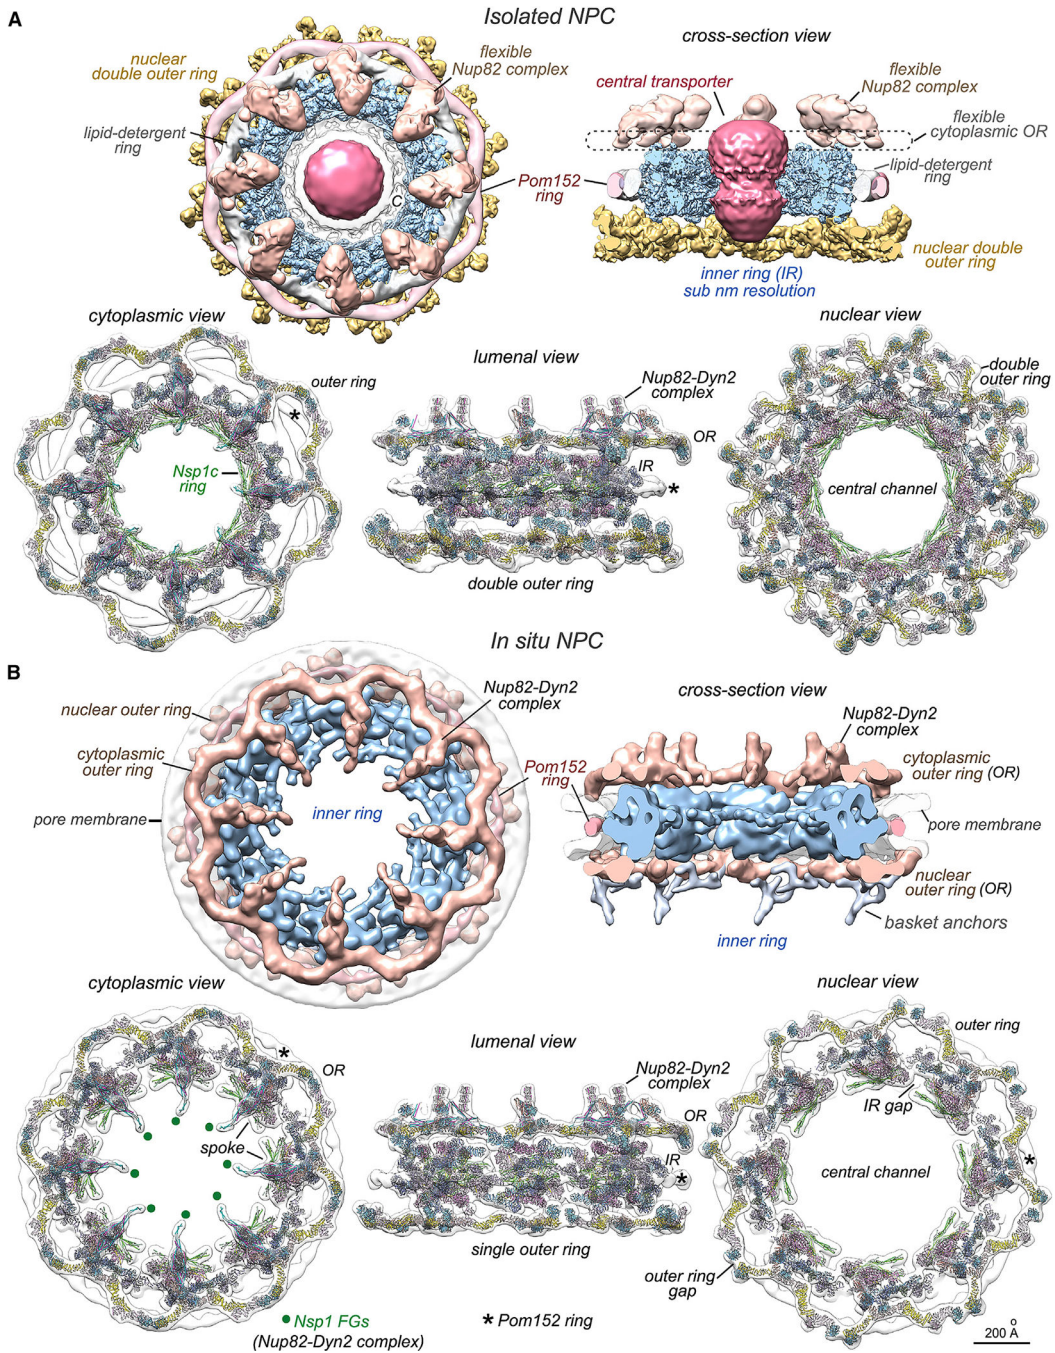 A
Isolated NPC
nuclear
double outer ring
flexible
Nup82 complex
lipid-detergent
ring
C
Pom152
ring
cross-section view
central transporter
flexible
Nup82 complex
flexible
cytoplasmic OR
lipid-detergent
ring
nuclear double
outer ring
inner ring (IR)
sub nm resolution
cytoplasmic view
outer ring
*
Nsp1c
ring
lumenal view
Nup82-Dyn2
complex
OR
IR
*
double outer ring
nuclear view
double
outer ring
central channel
In situ NPC
B
nuclear outer ring
cytoplasmic
outer ring
pore membrane
inner ring
Nup82-Dyn2
complex
Pom152
ring
cross-section view
Nup82-Dyn2
complex
cytoplasmic
outer ring (OR)
pore membrane
nuclear
outer ring (OR)
basket anchors
inner ring
cytoplasmic view
*
OR
spoke
lumenal view
Nup82-Dyn2
complex
OR
IR
*
single outer ring
nuclear view
outer ring
IR gap
central channel
*
outer ring
gap
Nsp1 FGs
(Nup82-Dyn2 complex)
* Pom152 ring
200 Å